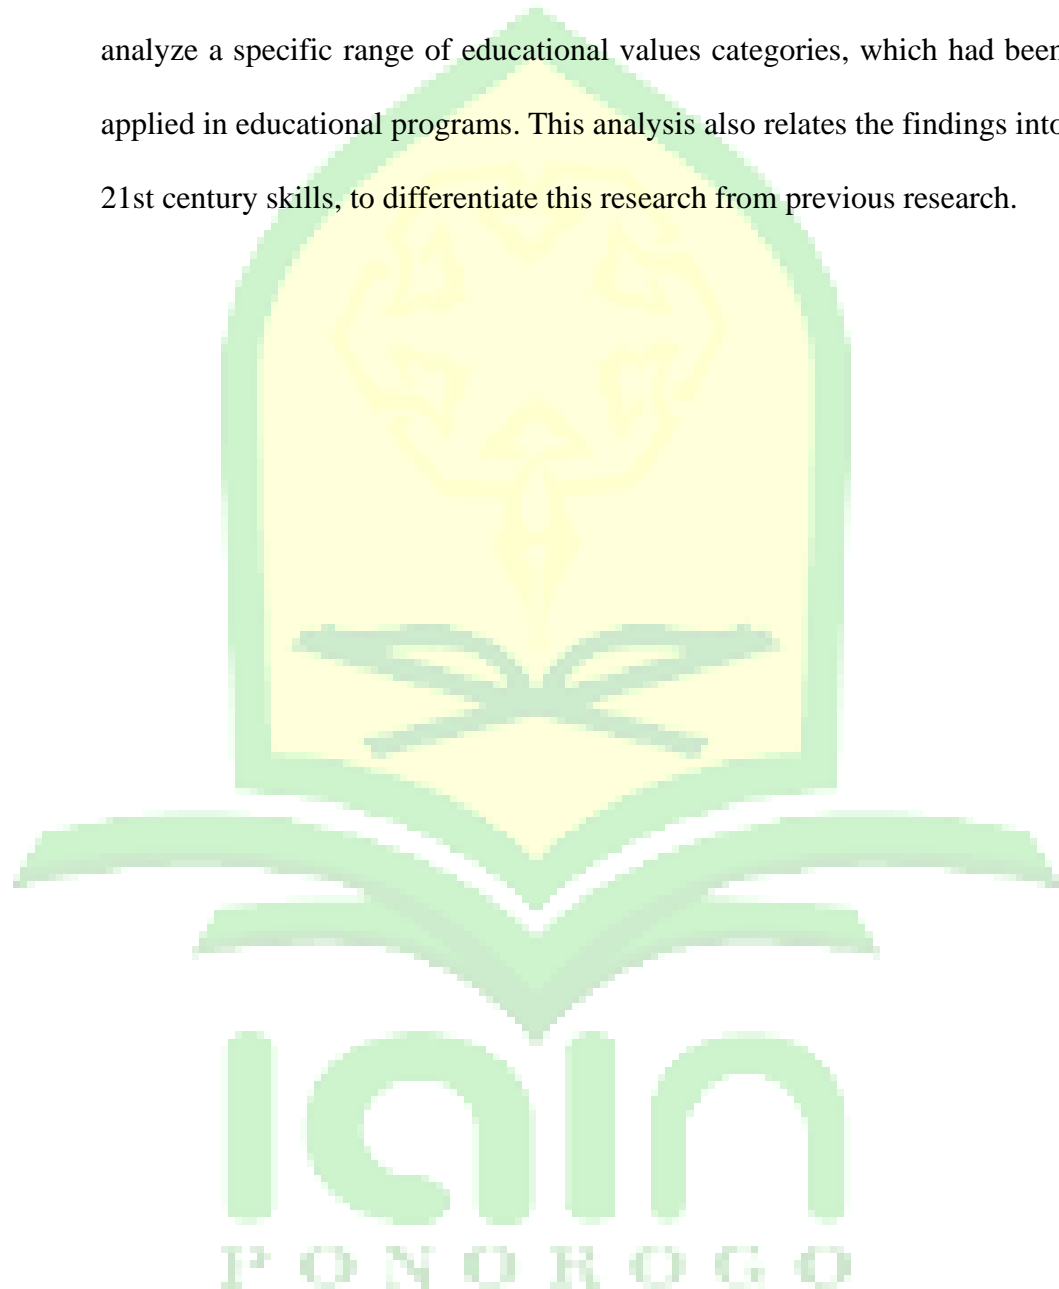 analyze a specific range of educational values categories, which had been
applied in educational programs. This analysis also relates the findings into
21st century skills, to differentiate this research from previous research.
IAIN
PONOROGO